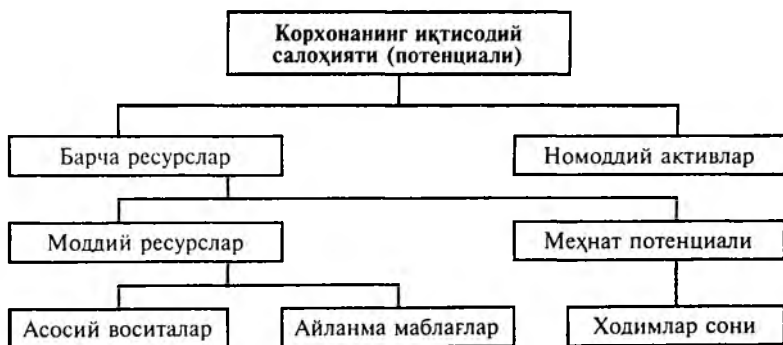 Корхонанинг иқтисодий
салоҳияти (потенциали)
Барча ресурслар
Номоддий активлар
Моддий ресурслар
Меҳнат потенциали
Асосий воситалар
Айланма маблағлар
Ходимлар сони